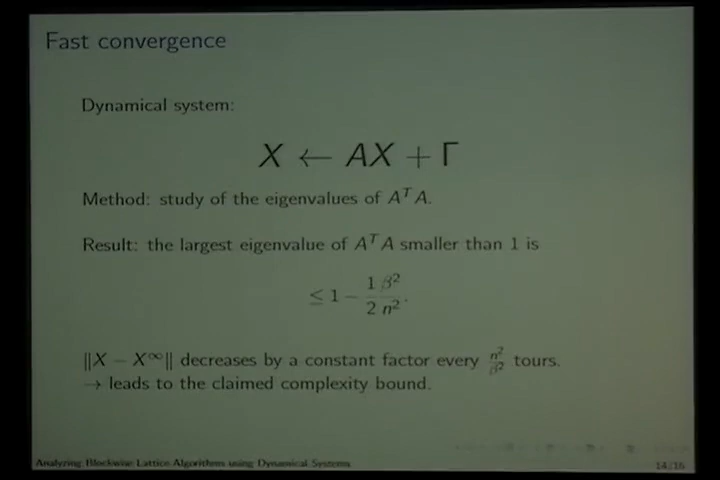 Fast convergence
Dynamical system:
X ← AX + Γ
Method: study of the eigenvalues of AᵀA.
Result: the largest eigenvalue of AᵀA smaller than 1 is
≤ 1 − 1/2 β²/n².
‖X − X^∞‖ decreases by a constant factor every n²/β² tours.
→ leads to the claimed complexity bound.
Analyzing Blockwise Lattice Algorithms using Dynamical Systems
14/16